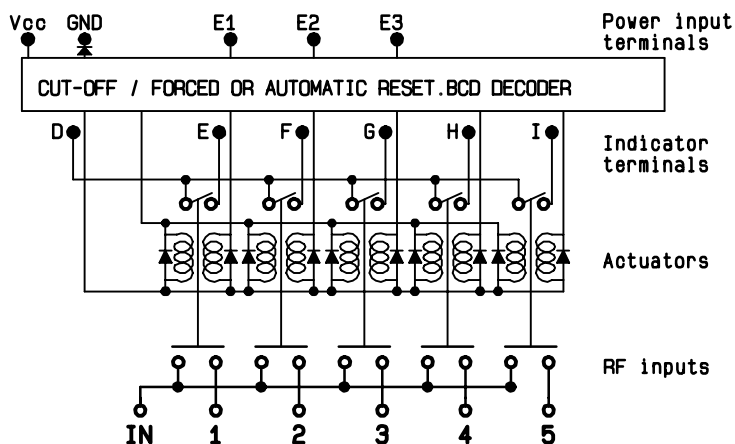 Vcc GND E1 E2 E3 Power input
terminals
CUT-OFF / FORCED OR AUTOMATIC RESET.BCD DECODER
D E F G H I Indicator
terminals
Actuators
RF inputs
IN 1 2 3 4 5